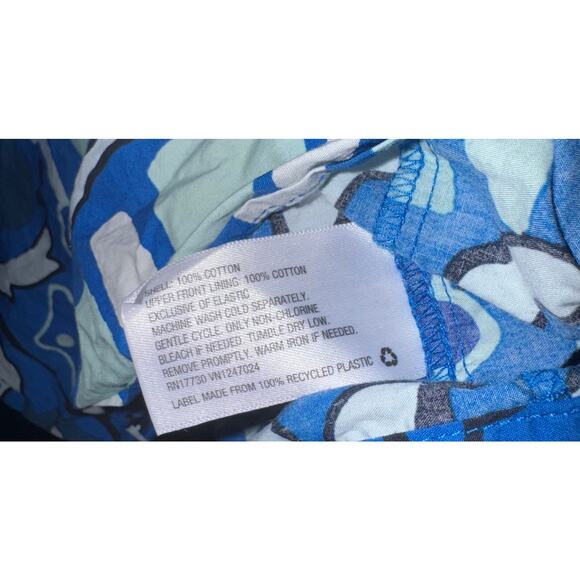 SHELL: 100% COTTON
UPPER FRONT LINING: 100% COTTON
EXCLUSIVE OF ELASTIC
MACHINE WASH COLD SEPARATELY.
GENTLE CYCLE. ONLY NON-CHLORINE
BLEACH IF NEEDED. TUMBLE DRY LOW.
REMOVE PROMPTLY. WARM IRON IF NEEDED.
RN17730 VN1247024
LABEL MADE FROM 100% RECYCLED PLASTIC